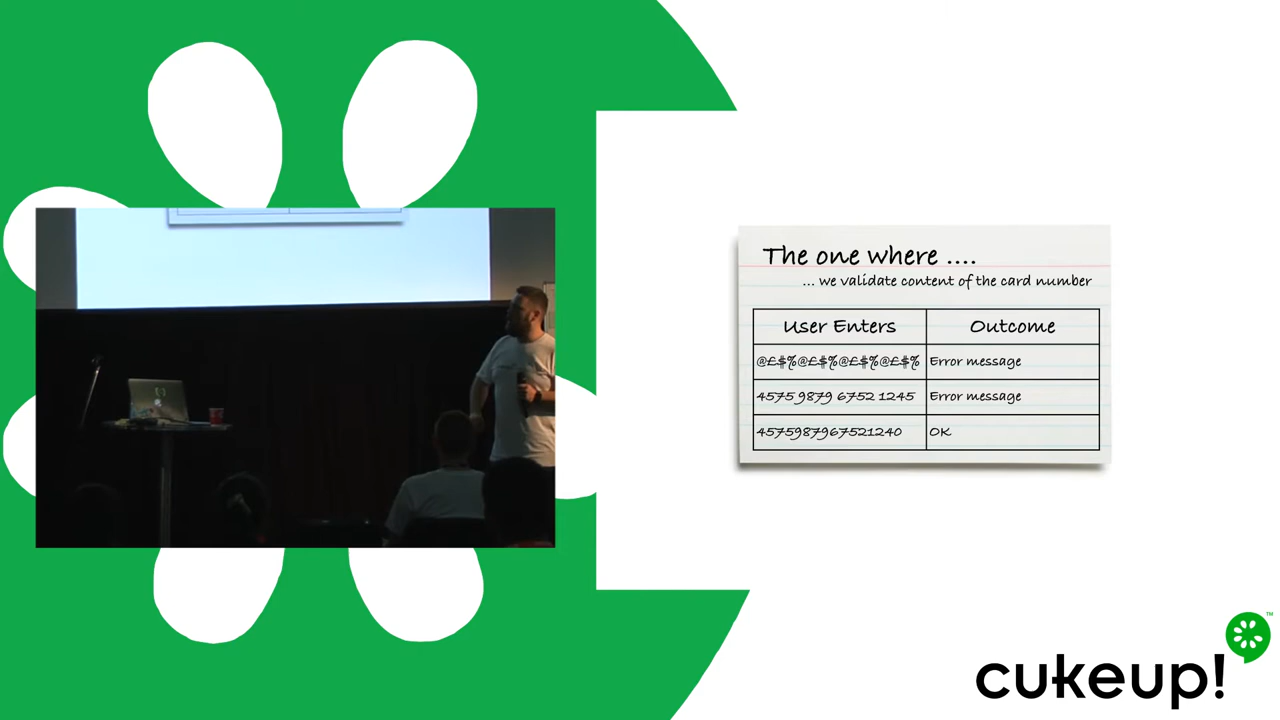 The one where ....
... we validate content of the card number
User Enters Outcome
@£$%@£$%@£$%@£$% Error message
4575 9879 6752 1245 Error message
4575987967521240 OK
cukeup!
TM